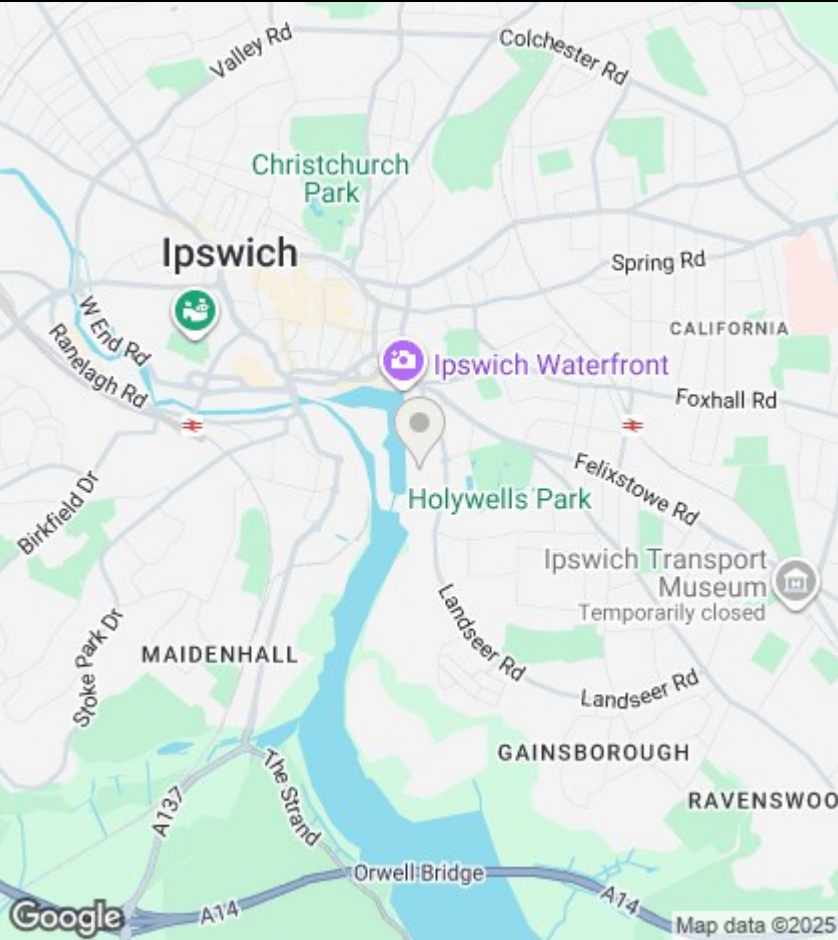 Valley Rd
Colchester Rd
Christchurch
Park
Ipswich
Spring Rd
CALIFORNIA
W End Rd
Ranelagh Rd
Ipswich Waterfront
Foxhall Rd
Felixstowe Rd
Holywells Park
Birkfield Dr
Ipswich Transport
Museum
Temporarily closed
Landseer Rd
Stoke Park Dr
MAIDENHALL
Landseer Rd
GAINSBOROUGH
The Strand
A137
RAVENSWOO
Orwell Bridge
A14
A14
Google
Map data ©2025